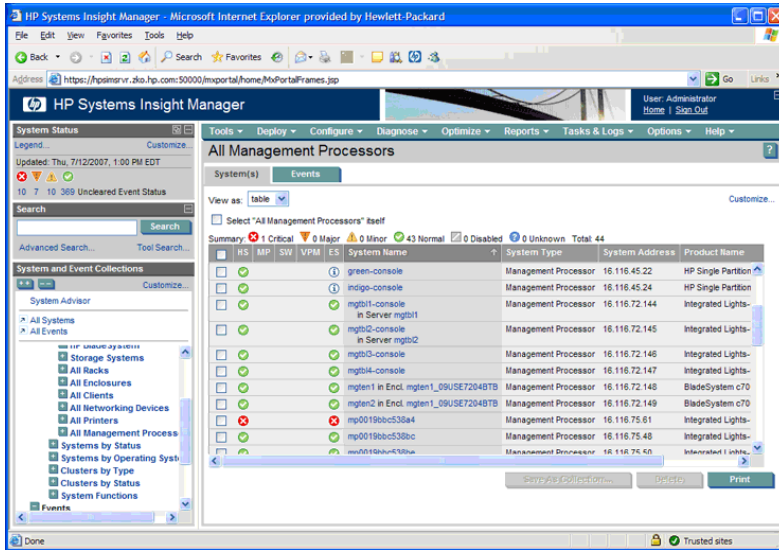 HP Systems Insight Manager - Microsoft Internet Explorer provided by Hewlett-Packard
File Edit View Favorites Tools Help
Back Search Favorites
Address https://hpsimsrvr.zko.hp.com:50000/mxportal/home/MxPortalFrames.jsp Go Links
HP Systems Insight Manager
User: Administrator
Home | Sign Out
System Status
Legend... Customize...
Updated: Thu, 7/12/2007, 1:00 PM EDT
10 7 10 369 Uncleared Event Status
Search
Search
Advanced Search... Tool Search...
System and Event Collections
Customize...
System Advisor
All Systems
All Events
HP BladeSystem
Storage Systems
All Racks
All Enclosures
All Clients
All Networking Devices
All Printers
All Management Process
Systems by Status
Systems by Operating Syst
Clusters by Type
Clusters by Status
System Functions
Events
Tools Deploy Configure Diagnose Optimize Reports Tasks & Logs Options Help
All Management Processors ?
System(s) Events
View as: table Customize...
Select "All Management Processors" itself
Summary: 1 Critical 0 Major 0 Minor 43 Normal 0 Disabled 0 Unknown Total: 44
HS MP SW VPM ES System Name System Type System Address Product Name
green-console Management Processor 16.116.45.22 HP Single Partition
indigo-console Management Processor 16.116.45.24 HP Single Partition
mgtbl1-console Management Processor 16.116.72.144 Integrated Lights-
in Server mgtbl1
mgtbl2-console Management Processor 16.116.72.145 Integrated Lights-
in Server mgtbl2
mgtbl3-console Management Processor 16.116.72.146 Integrated Lights-
mgtbl4-console Management Processor 16.116.72.147 Integrated Lights-
mgten1 in Encl. mgten1_09USE7204BTB Management Processor 16.116.72.148 BladeSystem c70
mgten2 in Encl. mgten1_09USE7204BTB Management Processor 16.116.72.149 BladeSystem c70
mp0019bbc538a4 Management Processor 16.116.75.61 Integrated Lights-
mp0019bbc538bc Management Processor 16.116.75.48 Integrated Lights-
mp0019bbc538be Management Processor 16.116.75.50 Integrated Lights-
Save As Collection... Delete Print
Done Trusted sites